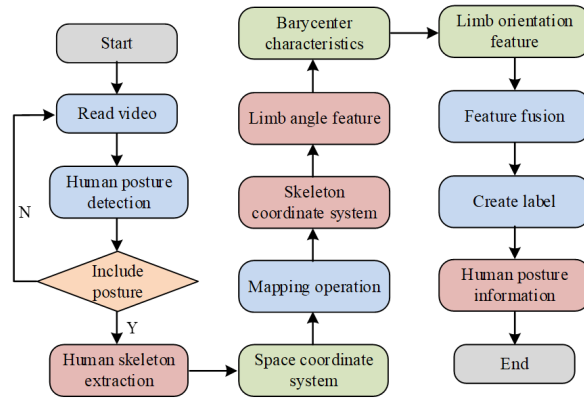 Start
Read video
Human posture
detection
N
Include
posture
Y
Human skeleton
extraction
Space coordinate
system
Mapping operation
Skeleton
coordinate system
Limb angle feature
Barycenter
characteristics
Limb orientation
feature
Feature fusion
Create label
Human posture
information
End